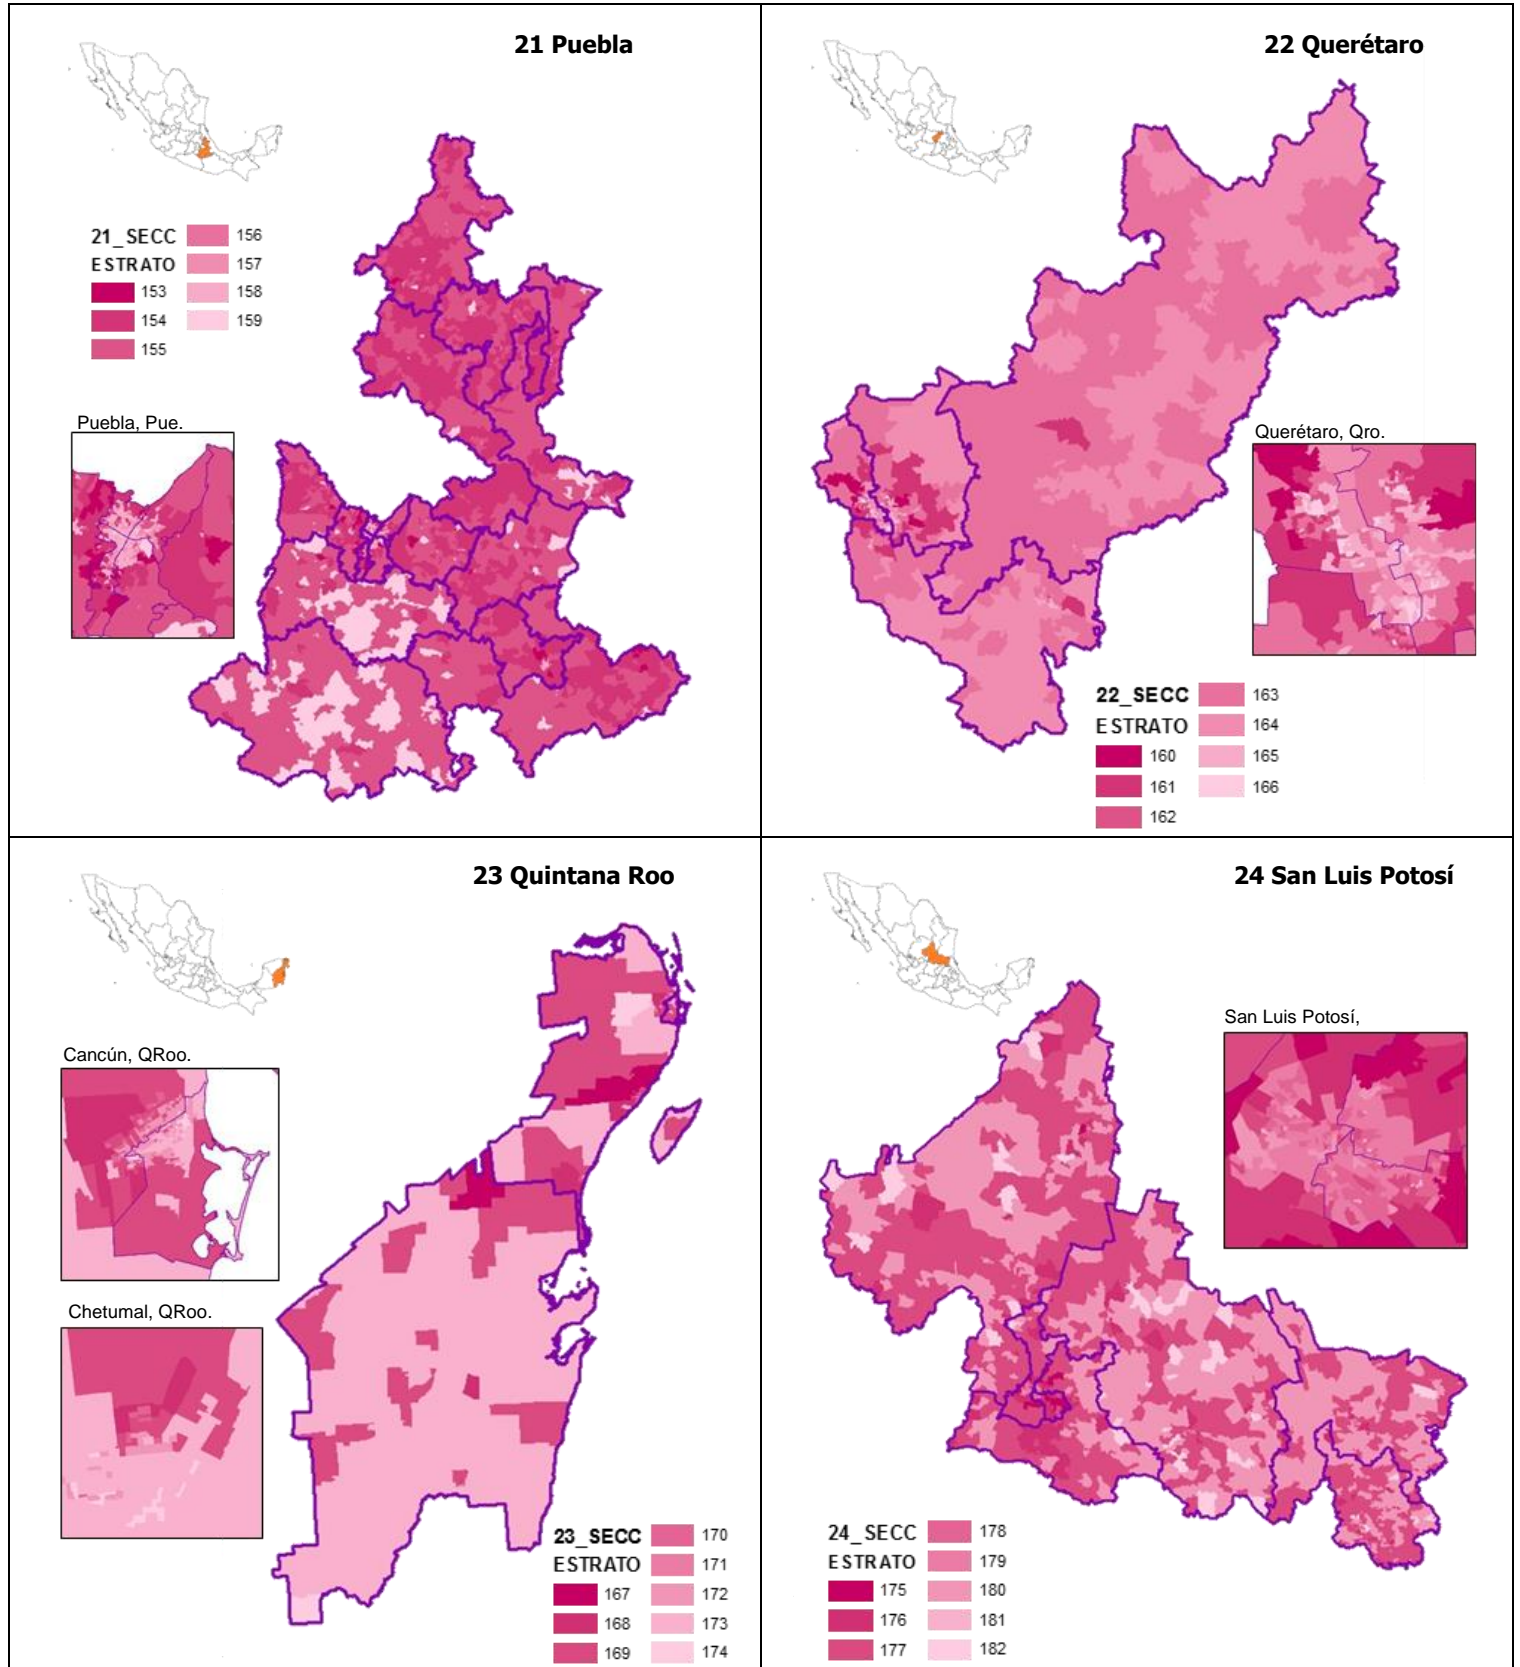 21 Puebla
21_SECC
ESTRATO
153
154
155
156
157
158
159
Puebla, Pue.
22 Querétaro
Querétaro, Qro.
22_SECC
ESTRATO
160
161
162
163
164
165
166
23 Quintana Roo
Cancún, QRoo.
Chetumal, QRoo.
23_SECC
ESTRATO
167
168
169
170
171
172
173
174
24 San Luis Potosí
San Luis Potosí,
24_SECC
ESTRATO
175
176
177
178
179
180
181
182